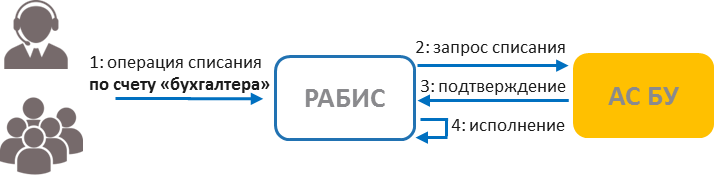 1: операция списания
по счету «бухгалтера»
РАБИС
2: запрос списания
3: подтверждение
4: исполнение
АС БУ